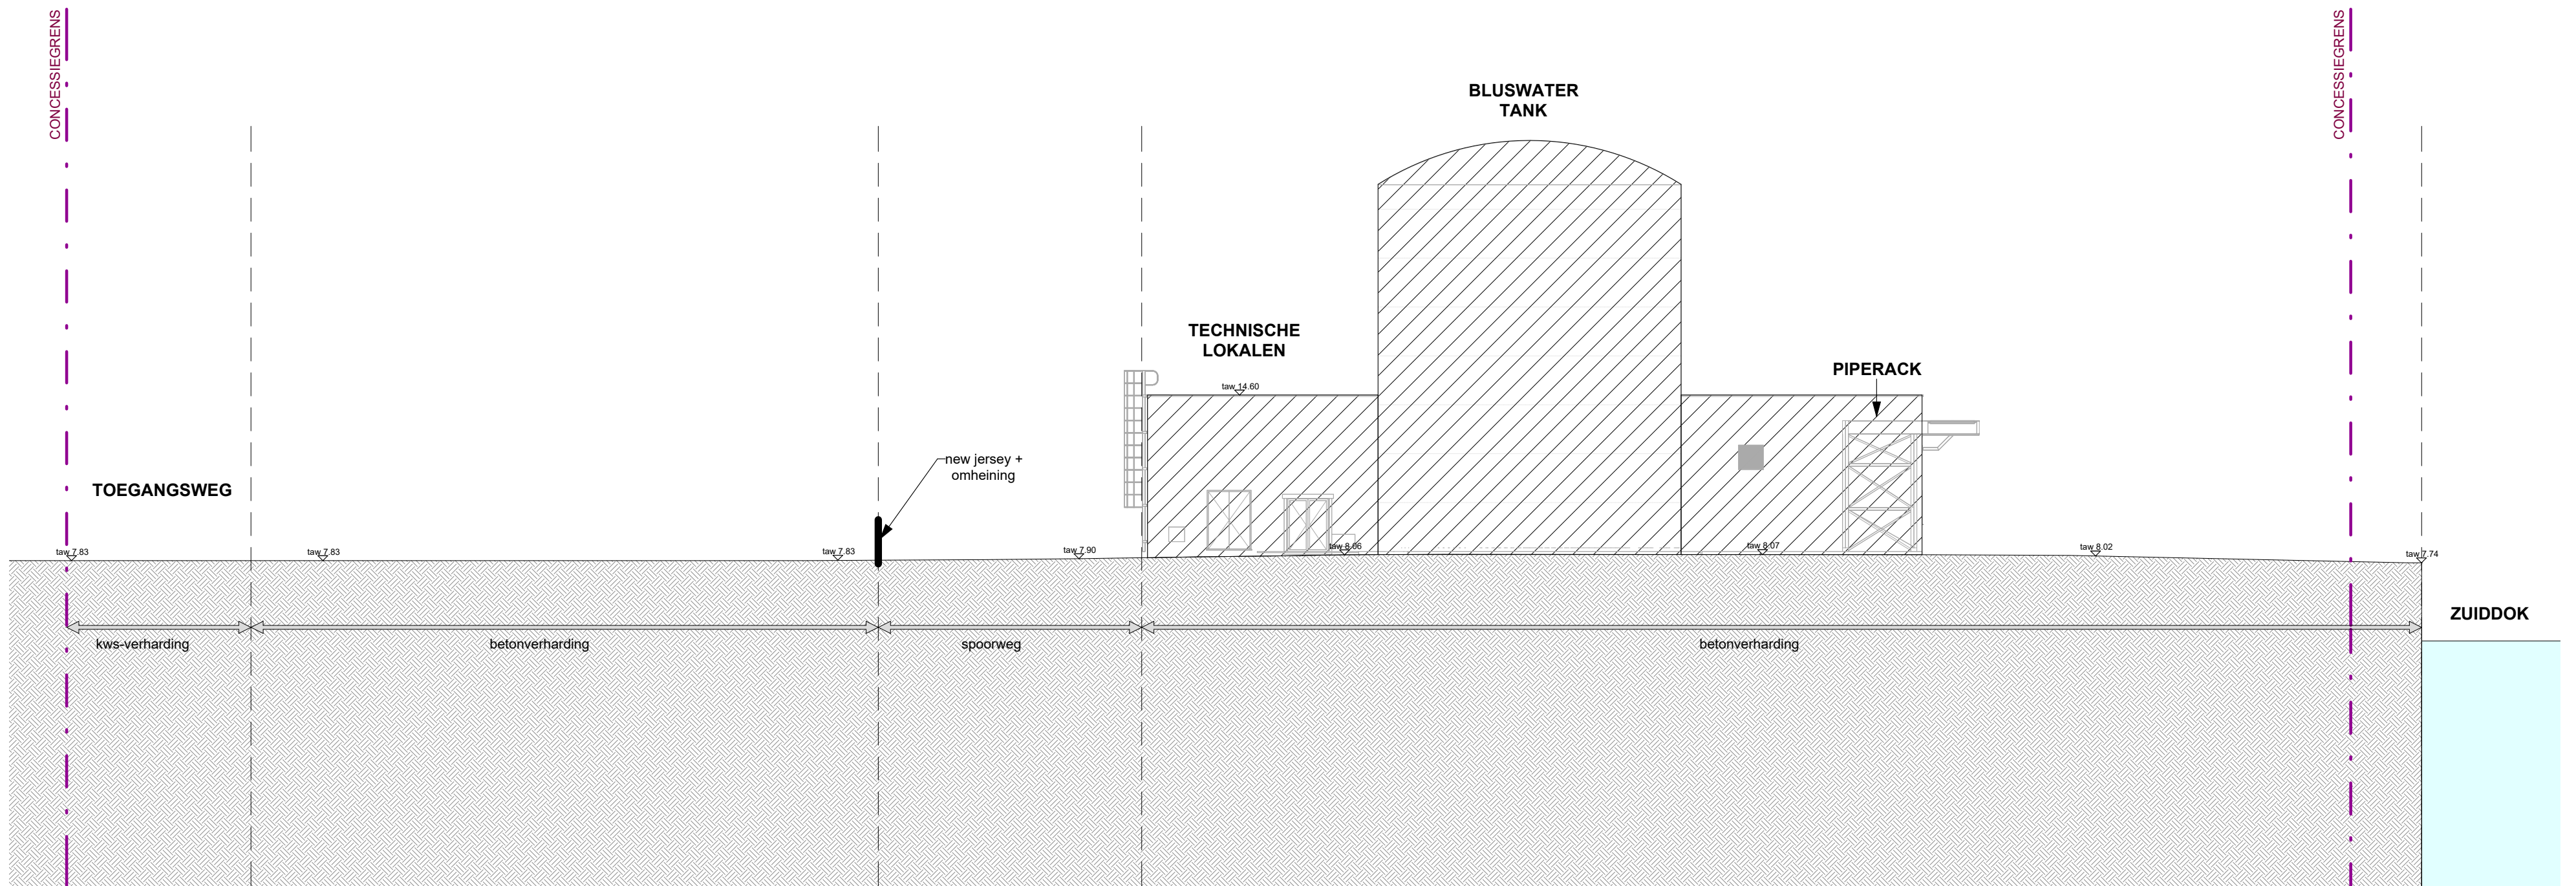 CONCESSIEGRENS
CONCESSIEGRENS
BLUSWATER
TANK
TECHNISCHE
LOKALEN
PIPERACK
taw 14.60
new jersey +
omheining
TOEGANGSWEG
taw 7.83
taw 7.83
taw 7.83
taw 7.90
taw 8.06
taw 8.07
taw 8.02
taw 7.74
ZUIDDOK
kws-verharding
betonverharding
spoorweg
betonverharding